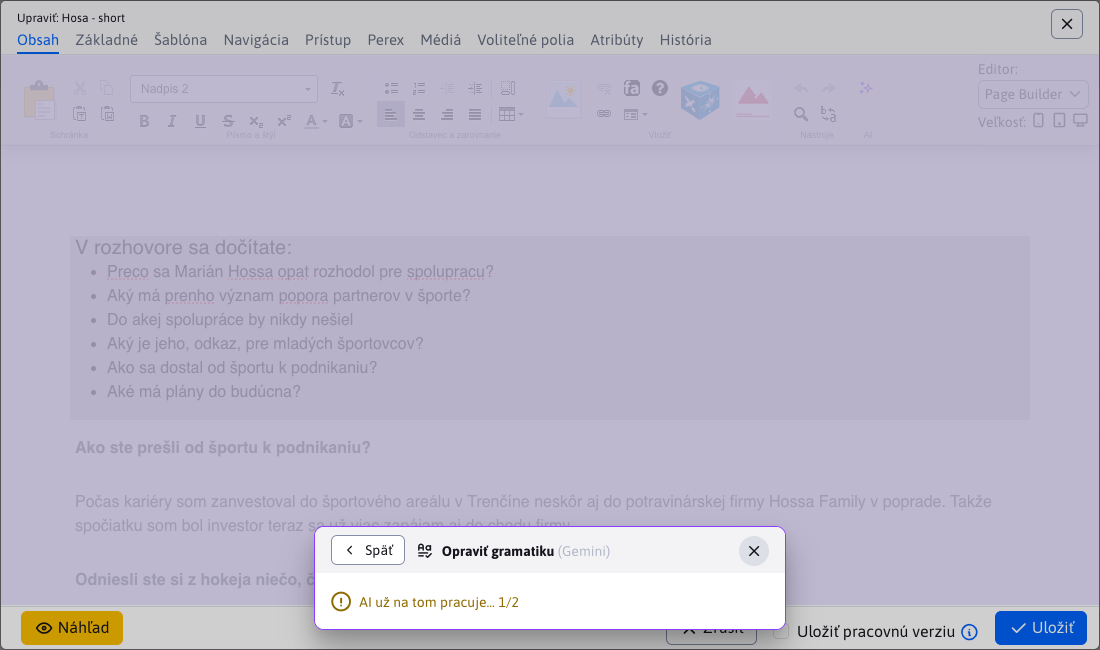 Upraviť: Hosa - short
Obsah Základné Šablóna Navigácia Prístup Perex Médiá Voliteľné polia Atribúty História
Editor:
Nadpis 2
Page Builder
Veľkosť:
Schránka Písmo a štýl Odstavec a zarovnanie Vložiť Nástroje AI
V rozhovore sa dočítate:
Preco sa Marián Hossa opat rozhodol pre spolupracu?
Aký má prenho význam popora partnerov v športe?
Do akej spolupráce by nikdy nešiel
Aký je jeho, odkaz, pre mladých športovcov?
Ako sa dostal od športu k podnikaniu?
Aké má plány do budúcna?
Ako ste prešli od športu k podnikaniu?
Počas kariéry som zanvestoval do športového areálu v Trenčíne neskôr aj do potravinárskej firmy Hossa Family v poprade. Takže
spočiatku som bol investor teraz sa už viac zapájam aj do chodu firmy
Odniesli ste si z hokeja niečo,
Späť Opraviť gramatiku (Gemini)
AI už na tom pracuje... 1/2
Náhľad Zrušiť Uložiť pracovnú verziu Uložiť